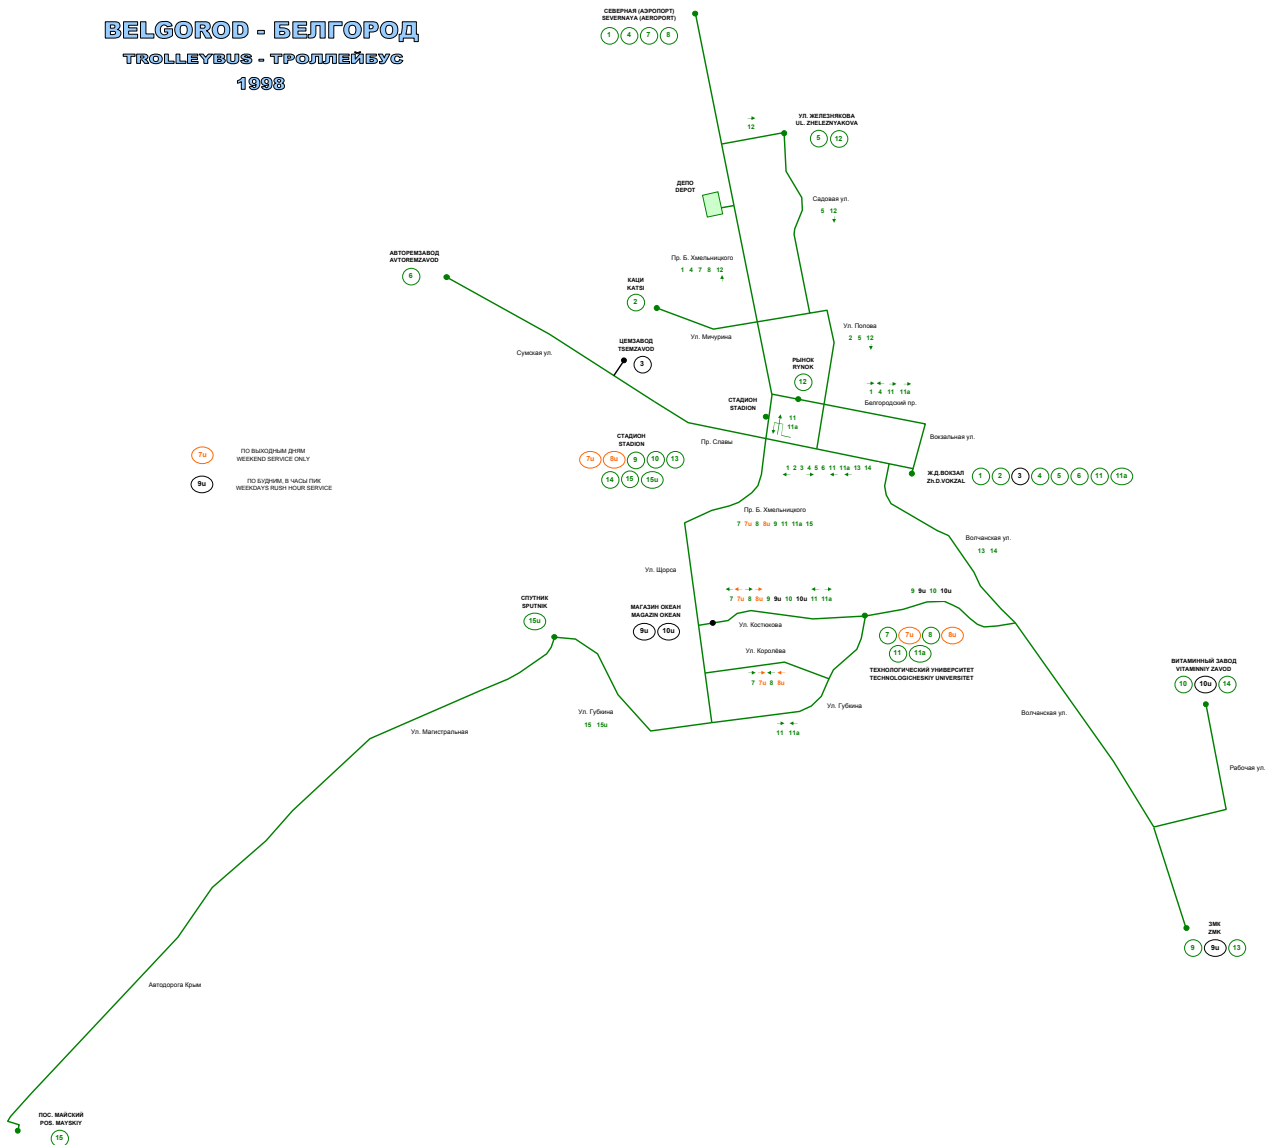 BELGOROD - БЕЛГОРОД
TROLLEYBUS - ТРОЛЛЕЙБУС
1998
СЕВЕРНАЯ (АЭРОПОРТ)
SEVERNAYA (AEROPORT)
1 4 7 8
12
УЛ. ЖЕЛЕЗНЯКОВА
UL. ZHELEZNYAKOVA
5 12
ДЕПО
DEPOT
Садовая ул.
5 12
Пр. Б. Хмельницкого
1 4 7 8 12
АВТОРЕМЗАВОД
AVTOREMZAVOD
6
КАЦИ
KATSI
2
Ул. Мичурина
Ул. Попова
2 5 12
Сумская ул.
ЦЕМЗАВОД
TSEMZAVOD
3
РЫНОК
RYNOK
12
1 4 11 11a
Белгородский пр.
СТАДИОН
STADION
11
11a
Вокзальная ул.
Пр. Славы
СТАДИОН
STADION
7u 8u 9 10 13
14 15 15u
7u
ПО ВЫХОДНЫМ ДНЯМ
WEEKEND SERVICE ONLY
9u
ПО БУДНИМ, В ЧАСЫ ПИК
WEEKDAYS RUSH HOUR SERVICE
1 2 3 4 5 6 11 11a 13 14
Ж.Д.ВОКЗАЛ
Zh.D.VOKZAL
1 2 3 4 5 6 11 11a
Пр. Б. Хмельницкого
7 7u 8 8u 9 11 11a 15
Волчанская ул.
13 14
Ул. Щорса
7 7u 8 8u 9 9u 10 10u 11 11a
9 9u 10 10u
СПУТНИК
SPUTNIK
15u
МАГАЗИН ОКЕАН
MAGAZIN OKEAN
9u 10u
Ул. Костюкова
7 7u 8 8u
11 11a
ТЕХНОЛОГИЧЕСКИЙ УНИВЕРСИТЕТ
TECHNOLOGICHESKIY UNIVERSITET
Ул. Королёва
7 7u 8 8u
ВИТАМИННЫЙ ЗАВОД
VITAMINNIY ZAVOD
10 10u 14
Ул. Губкина
15 15u
Ул. Губкина
11 11a
Волчанская ул.
Ул. Магистральная
Рабочая ул.
ЗМК
ZMK
9 9u 13
Автодорога Крым
ПОС. МАЙСКИЙ
POS. MAYSKIY
15